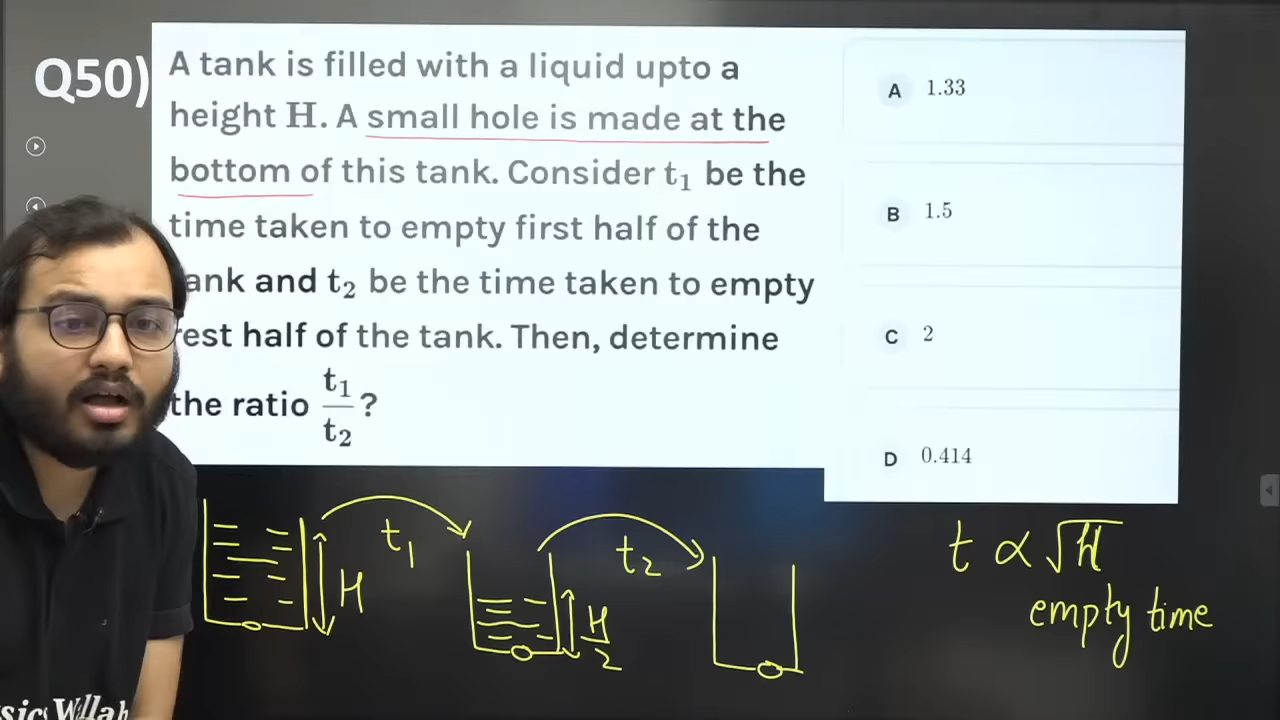 Q50)
A tank is filled with a liquid upto a
height H. A small hole is made at the
bottom of this tank. Consider t₁ be the
time taken to empty first half of the
ank and t₂ be the time taken to empty
rest half of the tank. Then, determine
the ratio t₁/t₂ ?
A 1.33
B 1.5
C 2
D 0.414
t₁
H
t₂
H/2
t ∝ √H
empty time
sics Wallah